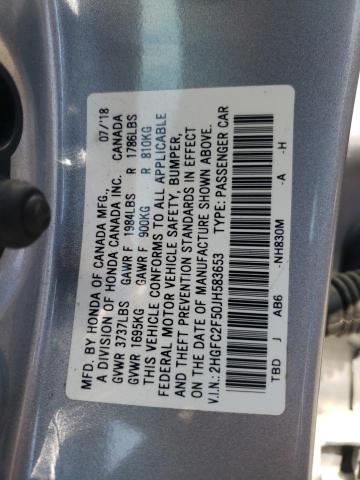 MFD. BY HONDA OF CANADA MFG., 07/'18
A DIVISION OF HONDA CANADA INC. CANADA
GVWR 3737LBS GAWR F 1984LBS R 1786LBS
GVWR 1695KG GAWR F 900KG R 810KG
THIS VEHICLE CONFORMS TO ALL APPLICABLE
FEDERAL MOTOR VEHICLE SAFETY, BUMPER,
AND THEFT PREVENTION STANDARDS IN EFFECT
ON THE DATE OF MANUFACTURE SHOWN ABOVE.
V.I.N.: 2HGFC2F50JH583653 TYPE: PASSENGER CAR
TBD J AB6 -NH830M -A -H